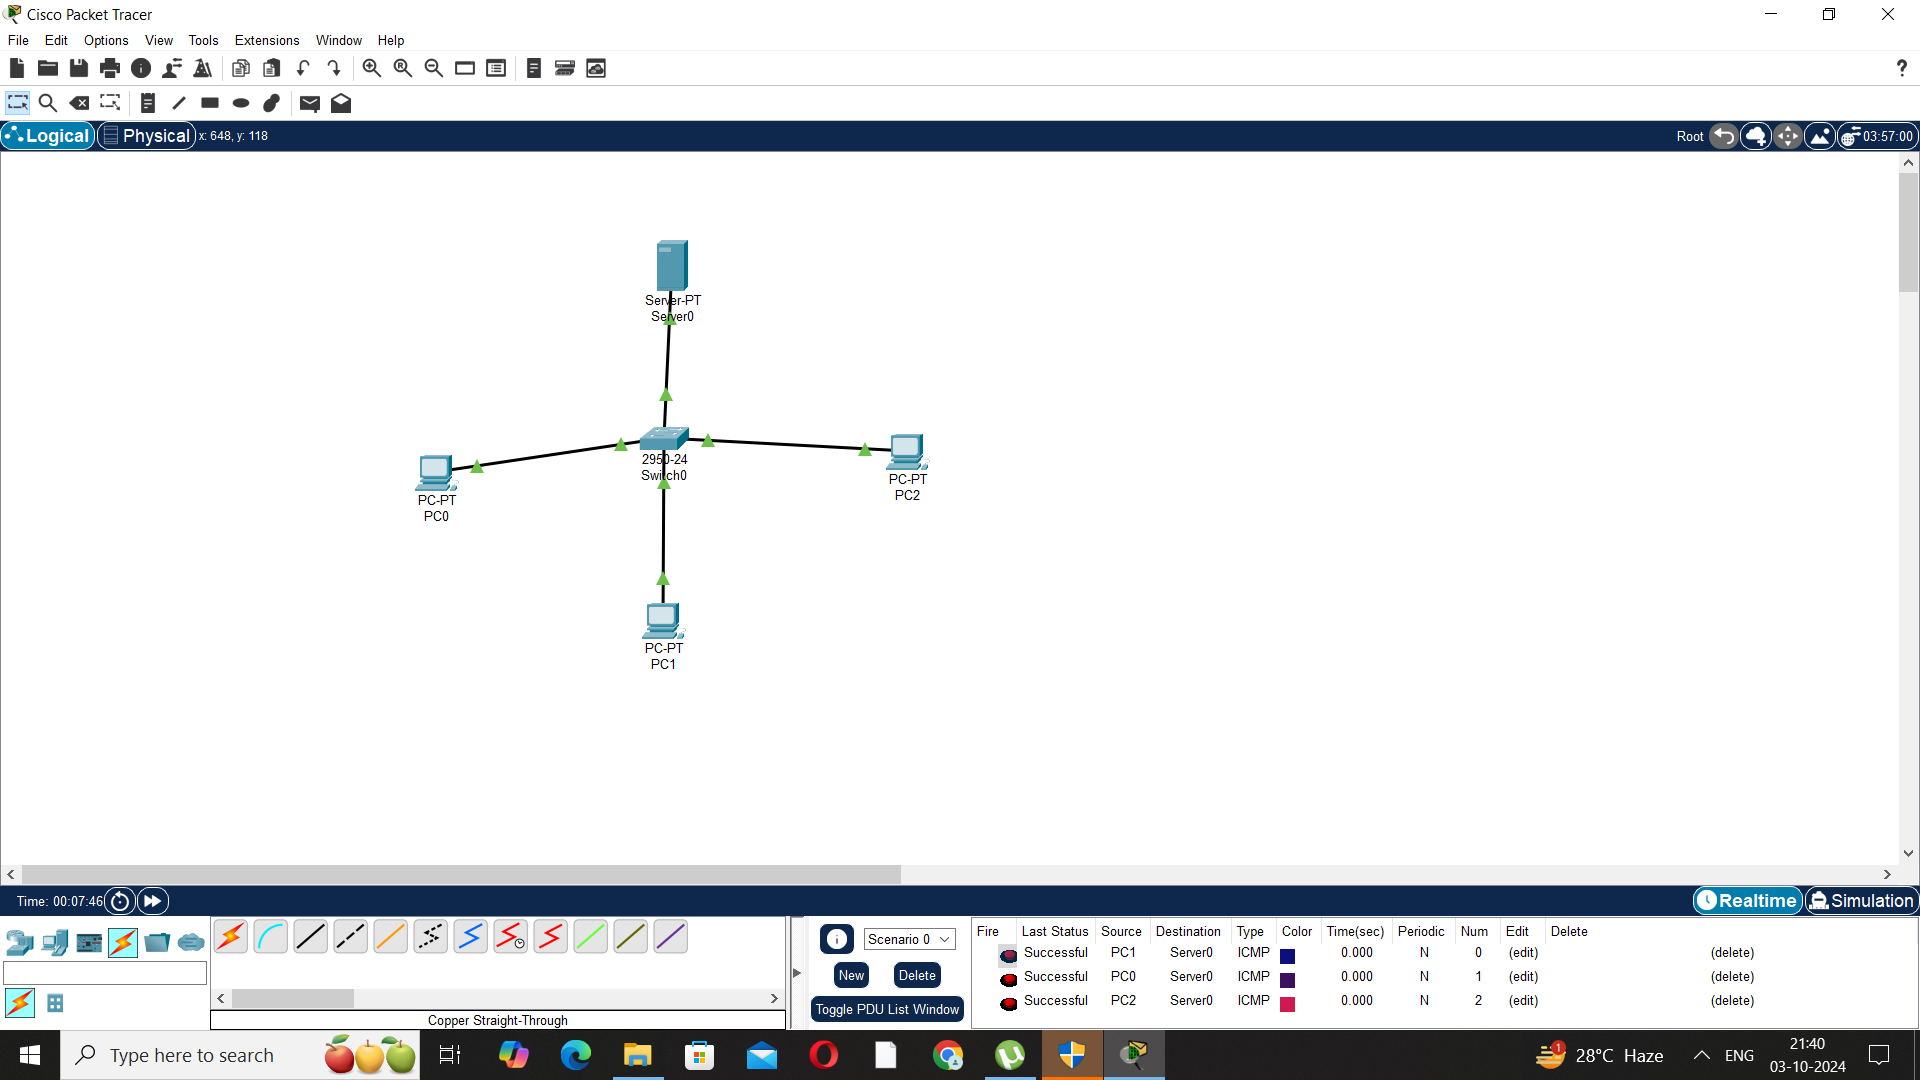 Cisco Packet Tracer
File Edit Options View Tools Extensions Window Help
?
Logical Physical x: 648, y: 118 Root 03:57:00
Server-PT
Server0
2950-24
Switch0
PC-PT
PC0
PC-PT
PC2
PC-PT
PC1
Time: 00:07:46 Realtime Simulation
Scenario 0
New Delete
Toggle PDU List Window
Copper Straight-Through
Fire Last Status Source Destination Type Color Time(sec) Periodic Num Edit Delete
Successful PC1 Server0 ICMP 0.000 N 0 (edit) (delete)
Successful PC0 Server0 ICMP 0.000 N 1 (edit) (delete)
Successful PC2 Server0 ICMP 0.000 N 2 (edit) (delete)
Type here to search
1
28°C Haze
ENG
21:40
03-10-2024